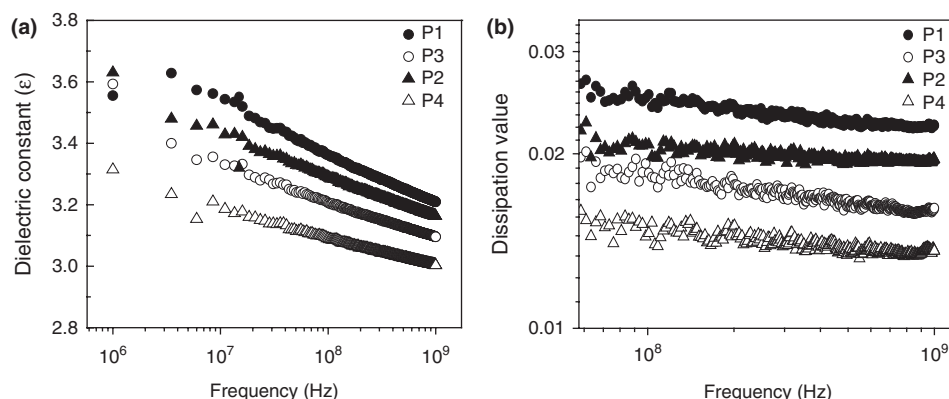 (a)
3.8
3.6
3.4
3.2
3.0
2.8
Dielectric constant (ε)
P1
P3
P2
P4
10⁶
10⁷
10⁸
10⁹
Frequency (Hz)
(b)
0.03
0.02
0.01
Dissipation value
P1
P3
P2
P4
10⁸
10⁹
Frequency (Hz)